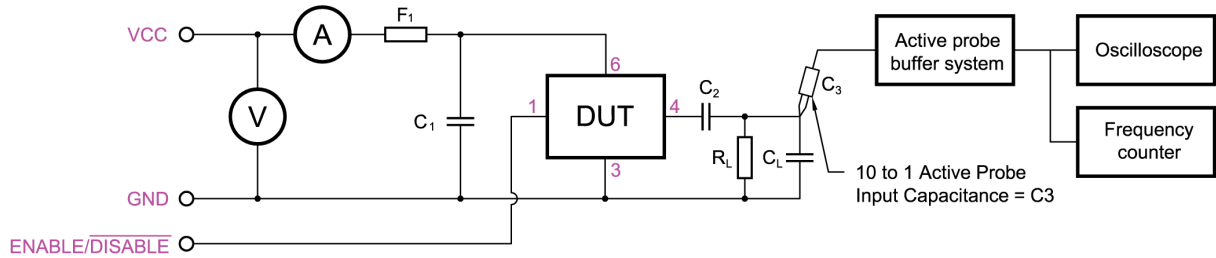 VCC
A
F1
6
Active probe
buffer system
Oscilloscope
V
C1
1
DUT
4
C2
C3
RL
CL
3
Frequency
counter
10 to 1 Active Probe
Input Capacitance = C3
GND
ENABLE/DISABLE